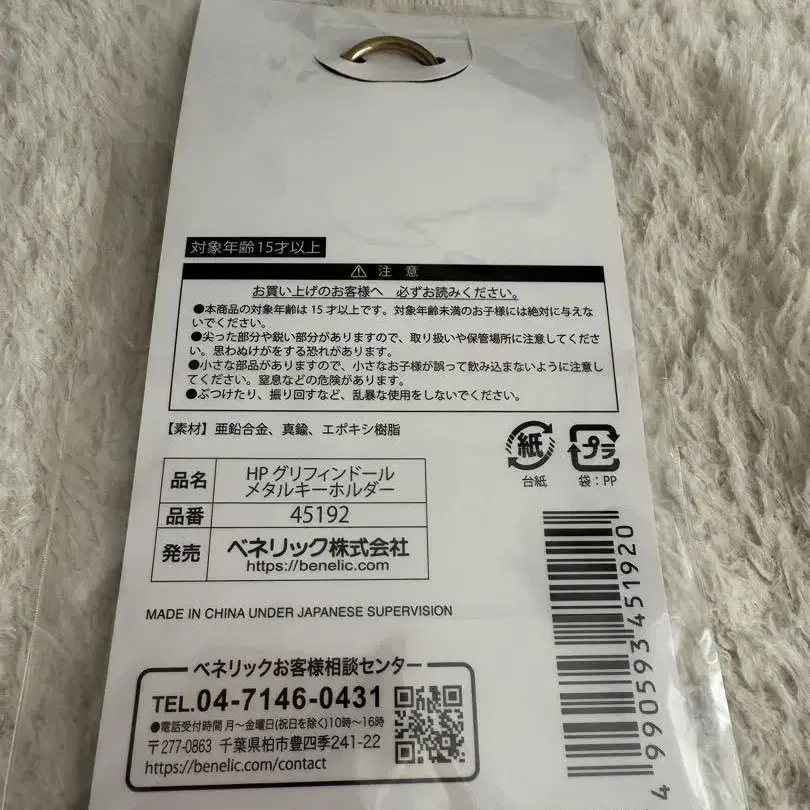 対象年齢15才以上
⚠ 注 意
お買い上げのお客様へ 必ずお読みください。
●本商品の対象年齢は 15 才以上です。対象年齢未満のお子様には絶対に与えな
いでください。
●尖った部分や鋭い部分がありますので、取り扱いや保管場所に注意してくださ
い。思わぬけがをする恐れがあります。
●小さな部品がありますので、小さなお子様が誤って飲み込まないように注意し
てください。窒息などの危険があります。
●ぶつけたり、振り回すなど、乱暴な使用をしないでください。
【素材】亜鉛合金、真鍮、エポキシ樹脂
紙
台紙
プラ
袋：PP
品名 HP グリフィンドール
メタルキーホルダー
品番 45192
発売 ベネリック株式会社
https://benelic.com
MADE IN CHINA UNDER JAPANESE SUPERVISION
ベネリックお客様相談センター
TEL.04-7146-0431
●電話受付時間 月～金曜日(祝日を除く)10時～16時
〒277-0863 千葉県柏市豊四季241-22
https://benelic.com/contact
4 990593 451920